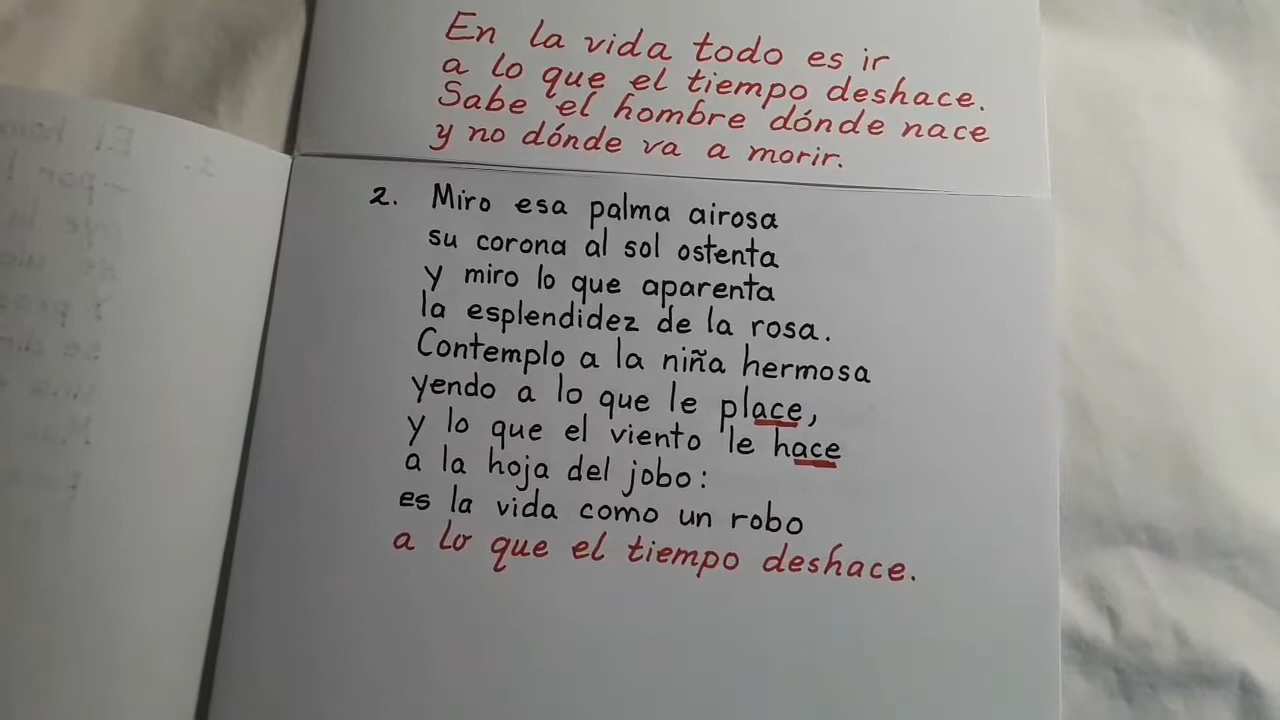 En la vida todo es ir
a lo que el tiempo deshace.
Sabe el hombre dónde nace
y no dónde va a morir.
2. Miro esa palma airosa
su corona al sol ostenta
y miro lo que aparenta
la esplendidez de la rosa.
Contemplo a la niña hermosa
yendo a lo que le place,
y lo que el viento le hace
a la hoja del jobo:
es la vida como un robo
a lo que el tiempo deshace.